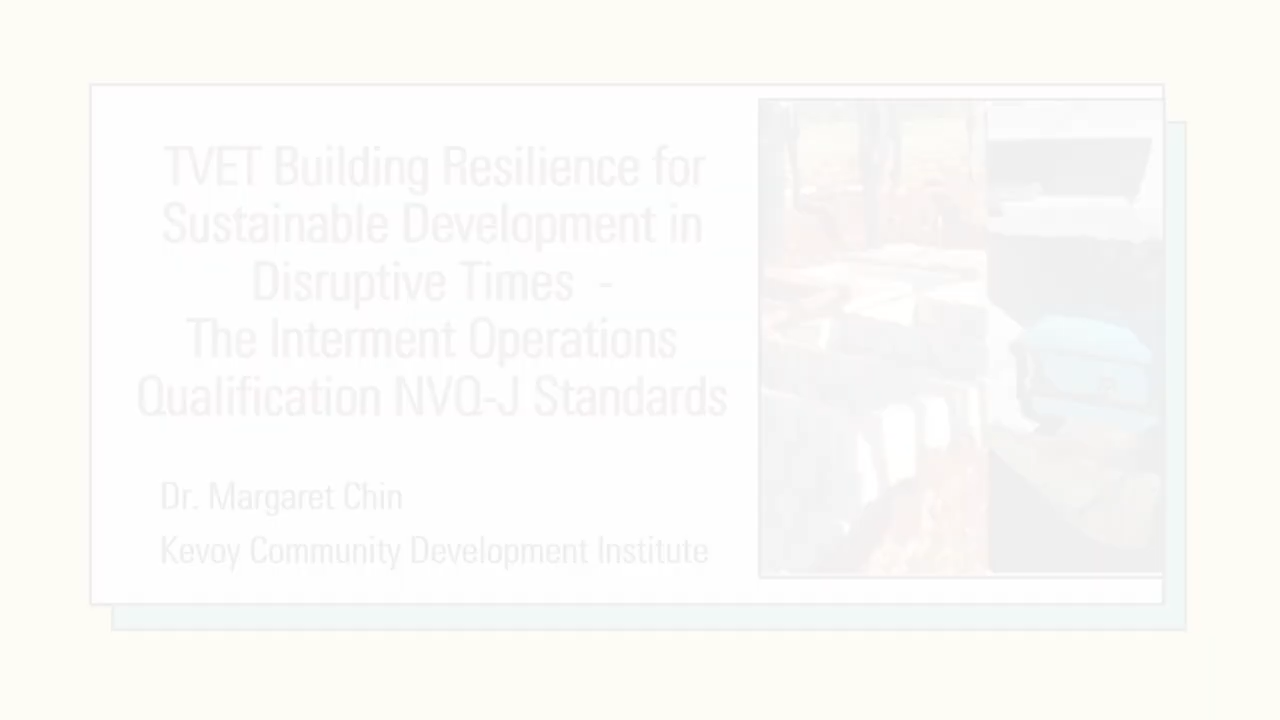 TVET Building Resilience for
Sustainable Development in
Disruptive Times -
The Interment Operations
Qualification NVQ-J Standards
Dr. Margaret Chin
Kevoy Community Development Institute